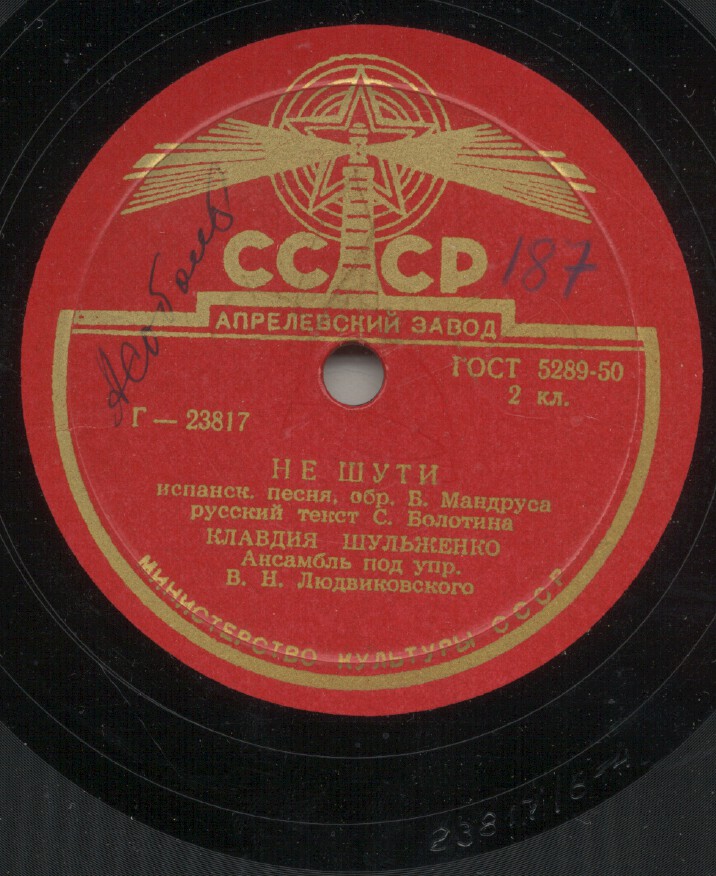 СССР
187
АПРЕЛЕВСКИЙ ЗАВОД
ГОСТ 5289-50
2 кл.
Г — 23817
НЕ ШУТИ
испанск. песня, обр. В. Мандруса
русский текст С. Болотина
КЛАВДИЯ ШУЛЬЖЕНКО
Ансамбль под упр.
В. Н. Людвиковского
МИНИСТЕРСТВО КУЛЬТУРЫ СССР